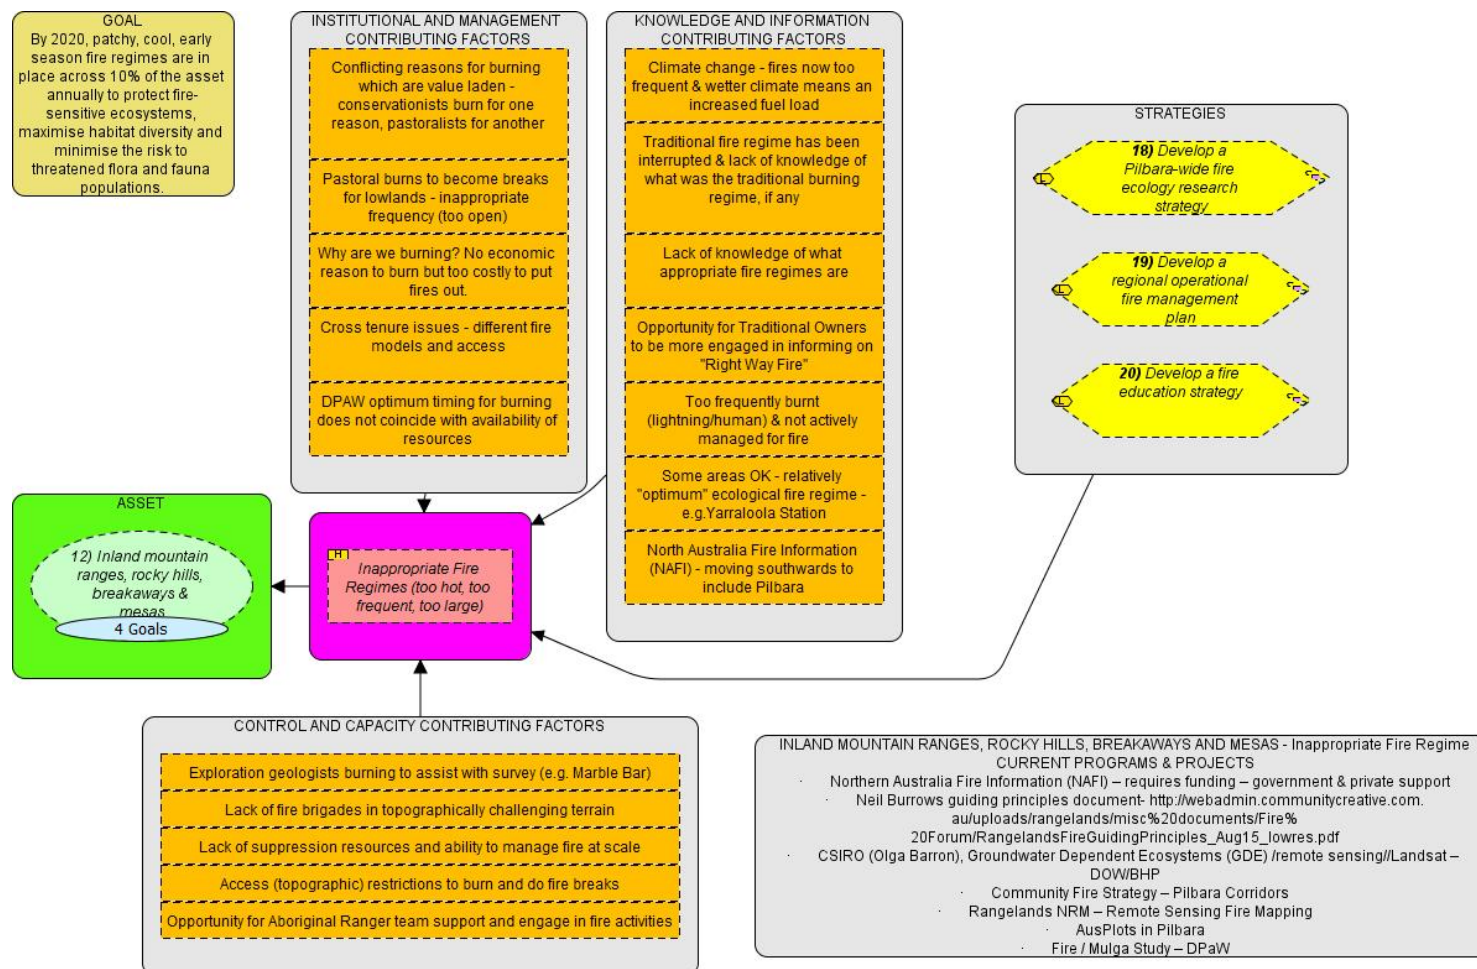 GOAL
By 2020, patchy, cool, early
season fire regimes are in
place across 10% of the asset
annually to protect fire-
sensitive ecosystems,
maximise habitat diversity and
minimise the risk to
threatened flora and fauna
populations.
INSTITUTIONAL AND MANAGEMENT
CONTRIBUTING FACTORS
Conflicting reasons for burning
which are value laden -
conservationists burn for one
reason, pastoralists for another
Pastoral burns to become breaks
for lowlands - inappropriate
frequency (too open)
Why are we burning? No economic
reason to burn but too costly to put
fires out.
Cross tenure issues - different fire
models and access
DPAW optimum timing for burning
does not coincide with availability of
resources
KNOWLEDGE AND INFORMATION
CONTRIBUTING FACTORS
Climate change - fires now too
frequent & wetter climate means an
increased fuel load
Traditional fire regime has been
interrupted & lack of knowledge of
what was the traditional burning
regime, if any
Lack of knowledge of what
appropriate fire regimes are
Opportunity for Traditional Owners
to be more engaged in informing on
"Right Way Fire"
Too frequently burnt
(lightning/human) & not actively
managed for fire
Some areas OK - relatively
"optimum" ecological fire regime -
e.g.Yarraloola Station
North Australia Fire Information
(NAFI) - moving southwards to
include Pilbara
STRATEGIES
18) Develop a
Pilbara-wide fire
ecology research
strategy
L
19) Develop a
regional operational
fire management
plan
L
20) Develop a fire
education strategy
L
ASSET
12) Inland mountain
ranges, rocky hills,
breakaways &
mesas
4 Goals
H
Inappropriate Fire
Regimes (too hot, too
frequent, too large)
CONTROL AND CAPACITY CONTRIBUTING FACTORS
Exploration geologists burning to assist with survey (e.g. Marble Bar)
Lack of fire brigades in topographically challenging terrain
Lack of suppression resources and ability to manage fire at scale
Access (topographic) restrictions to burn and do fire breaks
Opportunity for Aboriginal Ranger team support and engage in fire activities
INLAND MOUNTAIN RANGES, ROCKY HILLS, BREAKAWAYS AND MESAS - Inappropriate Fire Regime
CURRENT PROGRAMS & PROJECTS
· Northern Australia Fire Information (NAFI) – requires funding – government & private support
· Neil Burrows guiding principles document- http://webadmin.communitycreative.com.
au/uploads/rangelands/misc%20documents/Fire%
20Forum/RangelandsFireGuidingPrinciples_Aug15_lowres.pdf
· CSIRO (Olga Barron), Groundwater Dependent Ecosystems (GDE) /remote sensing//Landsat –
DOW/BHP
· Community Fire Strategy – Pilbara Corridors
· Rangelands NRM – Remote Sensing Fire Mapping
· AusPlots in Pilbara
· Fire / Mulga Study – DPaW